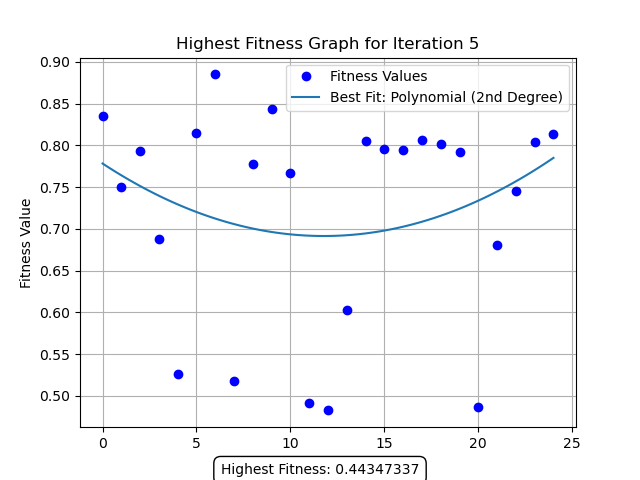 Highest Fitness Graph for Iteration 5
Fitness Values
Best Fit: Polynomial (2nd Degree)
Fitness Value
0.90
0.85
0.80
0.75
0.70
0.65
0.60
0.55
0.50
0 5 10 15 20 25
Highest Fitness: 0.44347337